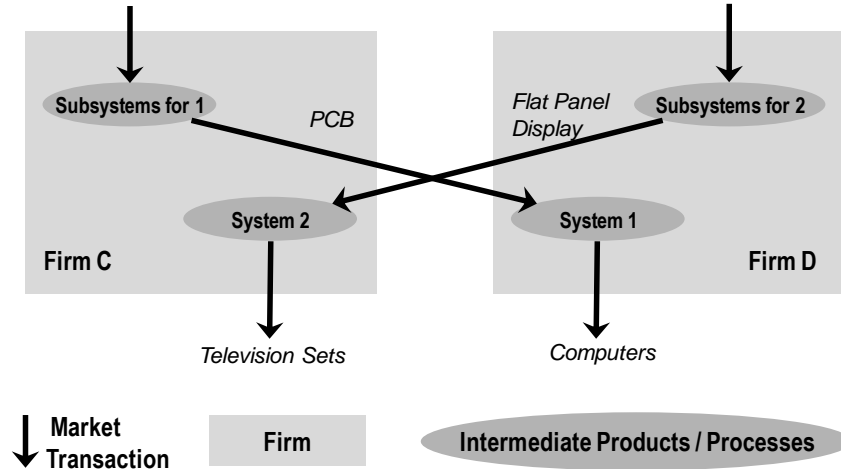 Subsystems for 1
PCB
Flat Panel
Display
Subsystems for 2
System 2
System 1
Firm C
Firm D
Television Sets
Computers
Market
Transaction
Firm
Intermediate Products / Processes